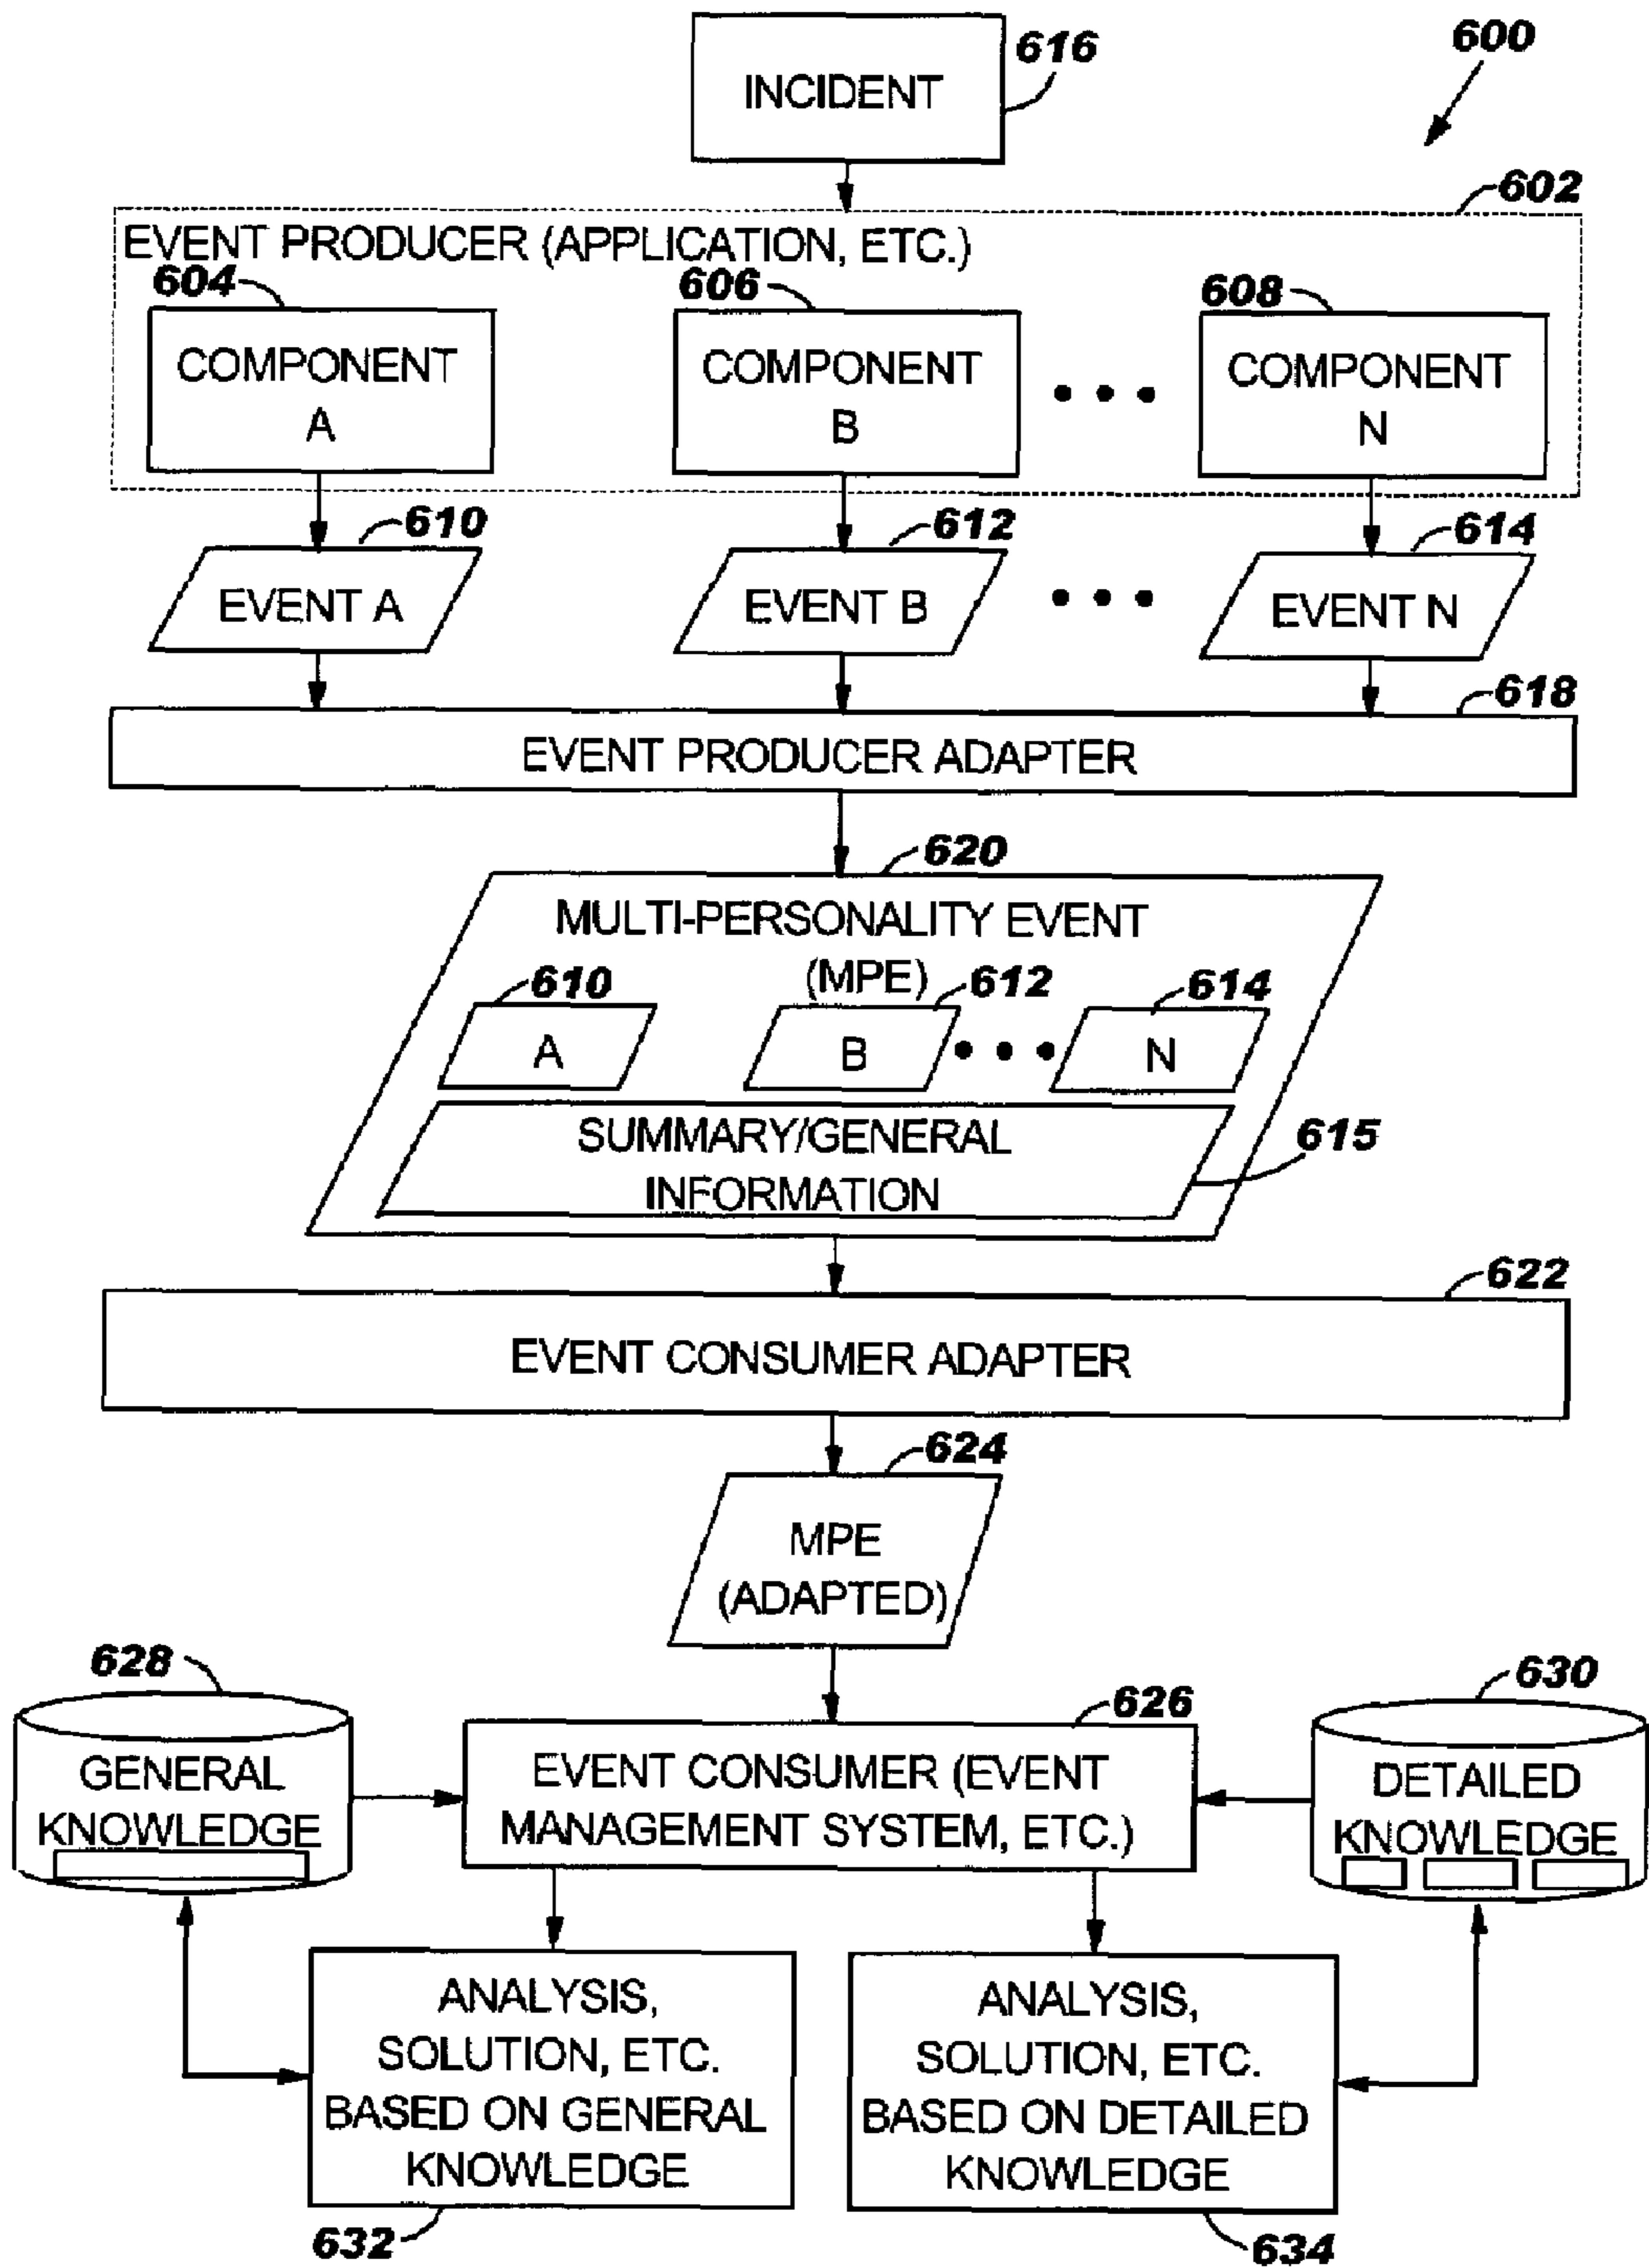 616
600
INCIDENT
602
EVENT PRODUCER (APPLICATION, ETC.)
604
606
608
COMPONENT
A
COMPONENT
B
COMPONENT
N
610
612
614
EVENT A
EVENT B
EVENT N
618
EVENT PRODUCER ADAPTER
620
MULTI-PERSONALITY EVENT
(MPE)
610
612
614
A
B
N
SUMMARY/GENERAL
INFORMATION
615
622
EVENT CONSUMER ADAPTER
624
MPE
(ADAPTED)
628
626
630
GENERAL
KNOWLEDGE
EVENT CONSUMER (EVENT
MANAGEMENT SYSTEM, ETC.)
DETAILED
KNOWLEDGE
ANALYSIS,
SOLUTION, ETC.
BASED ON GENERAL
KNOWLEDGE
ANALYSIS,
SOLUTION, ETC.
BASED ON DETAILED
KNOWLEDGE
632
634